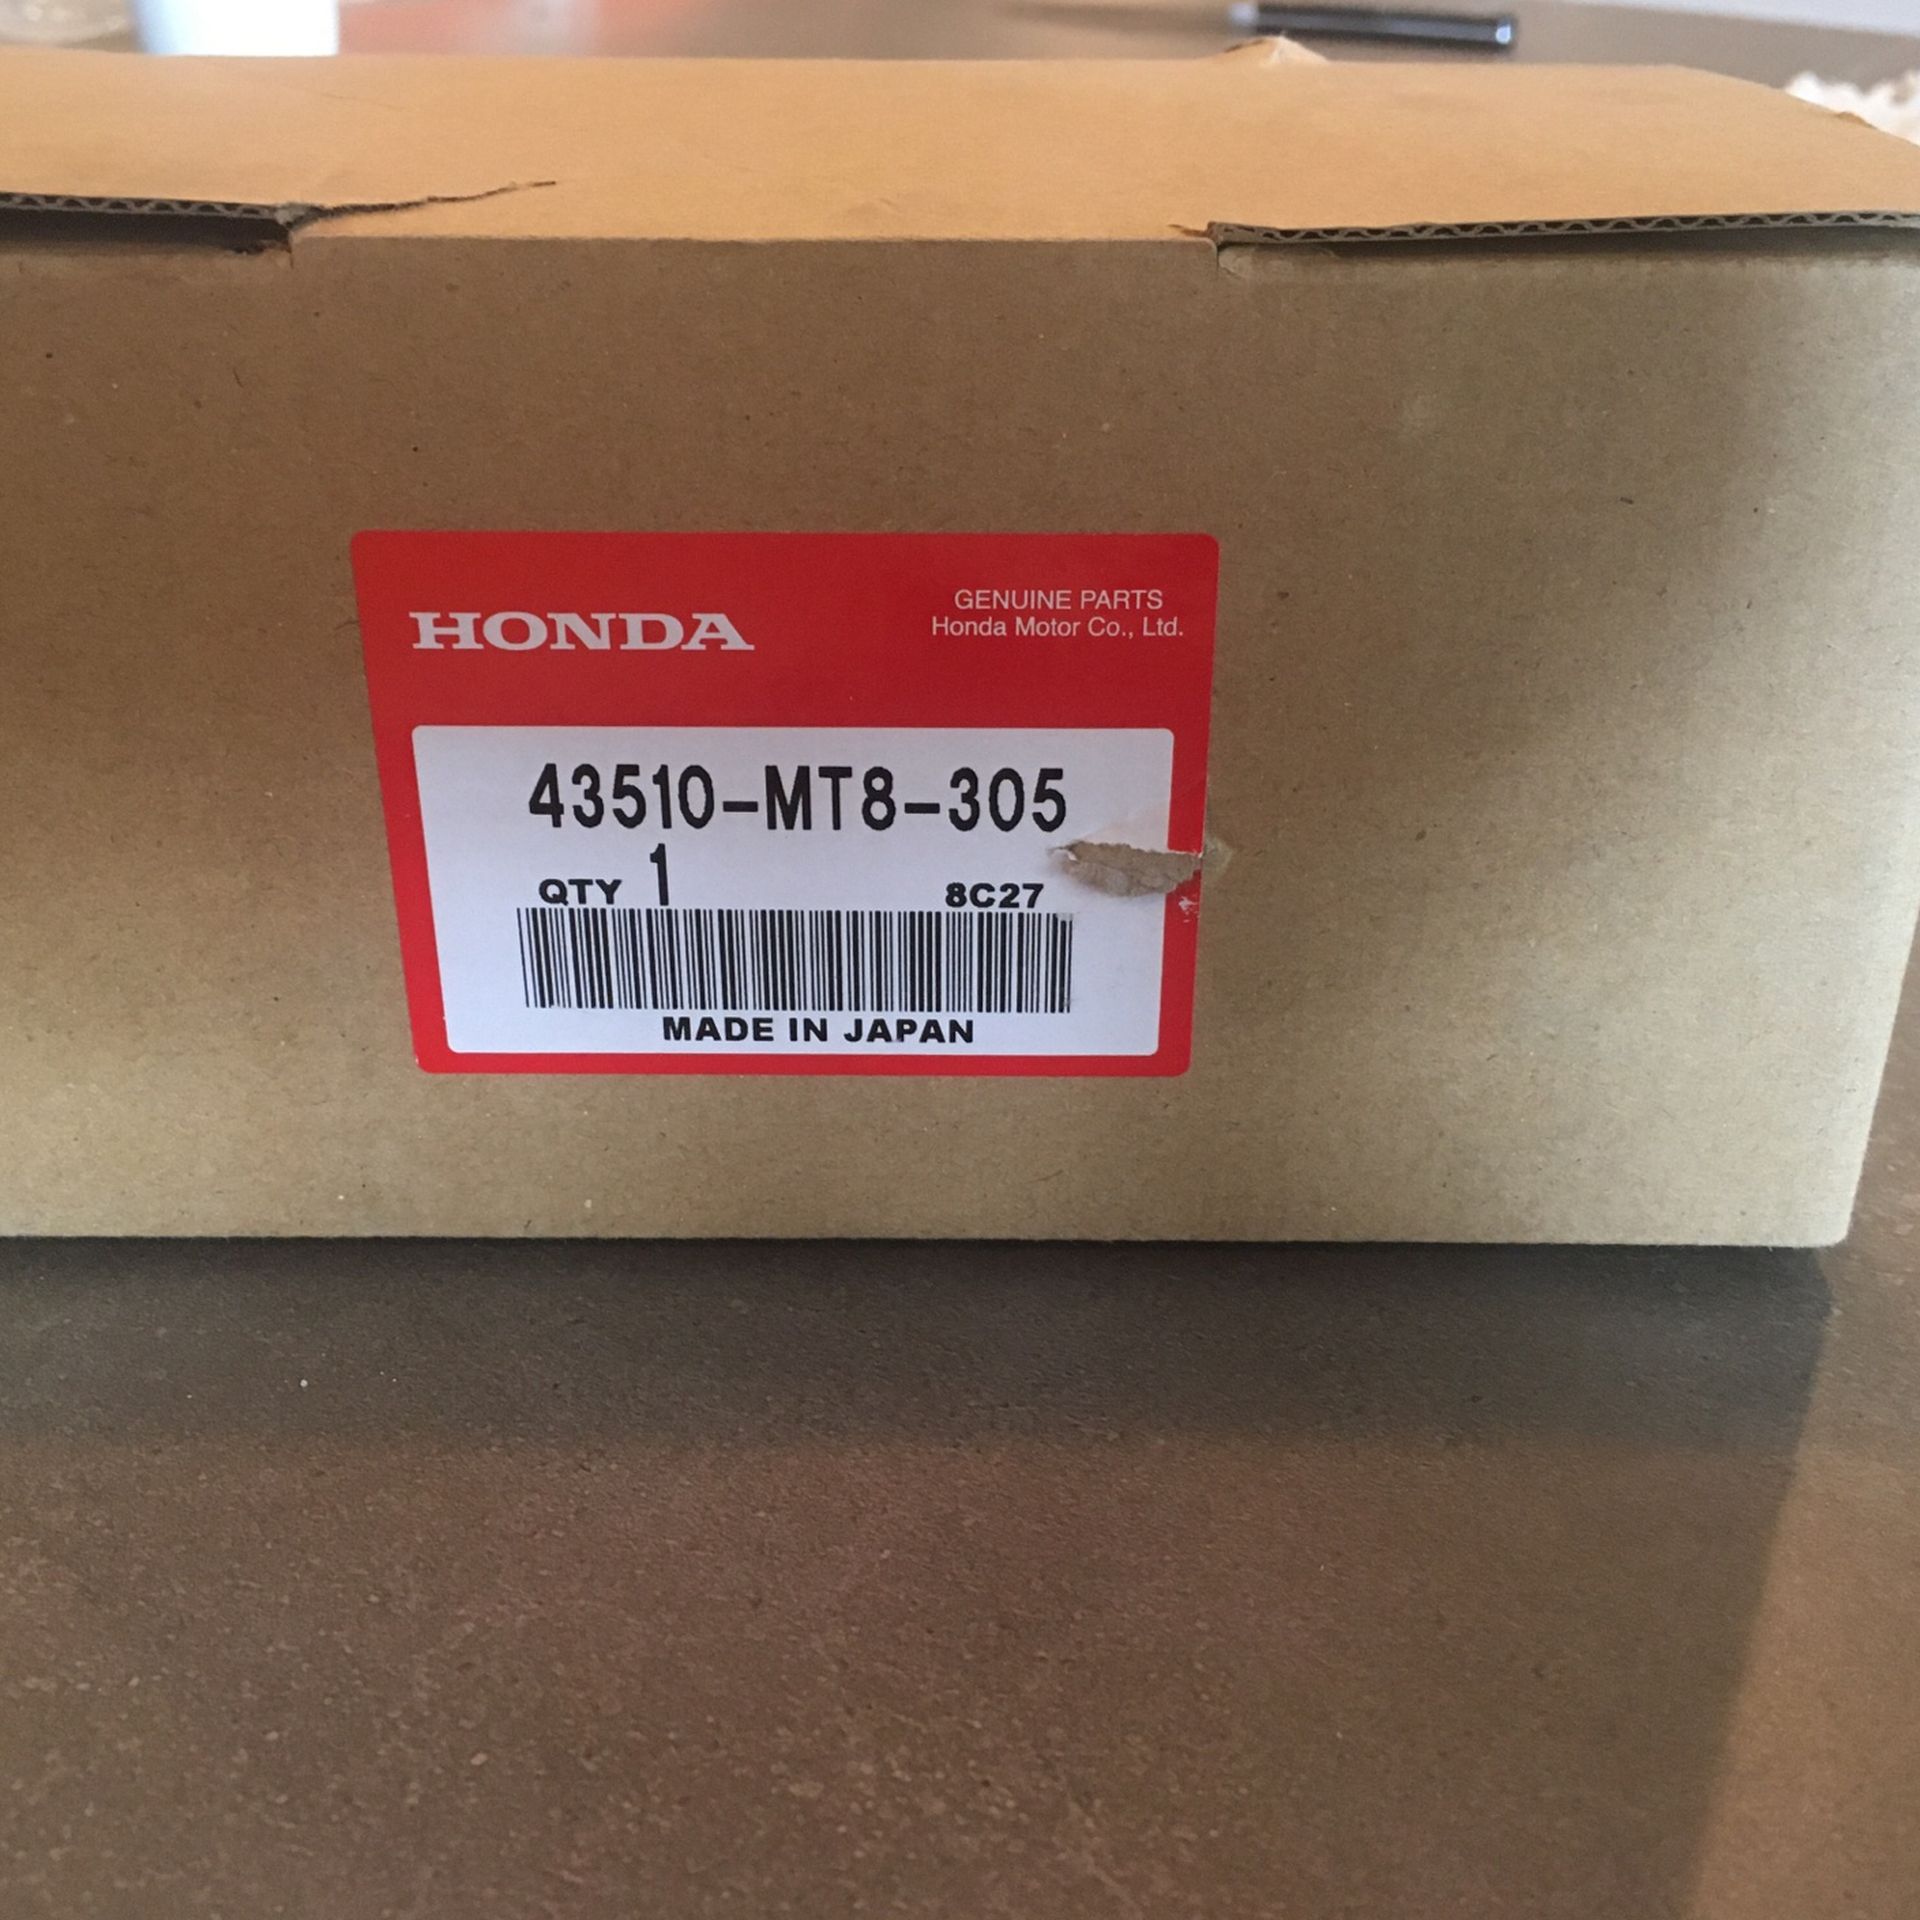 HONDA
GENUINE PARTS
Honda Motor Co., Ltd.
43510-MT8-305
QTY 1 8C27
MADE IN JAPAN